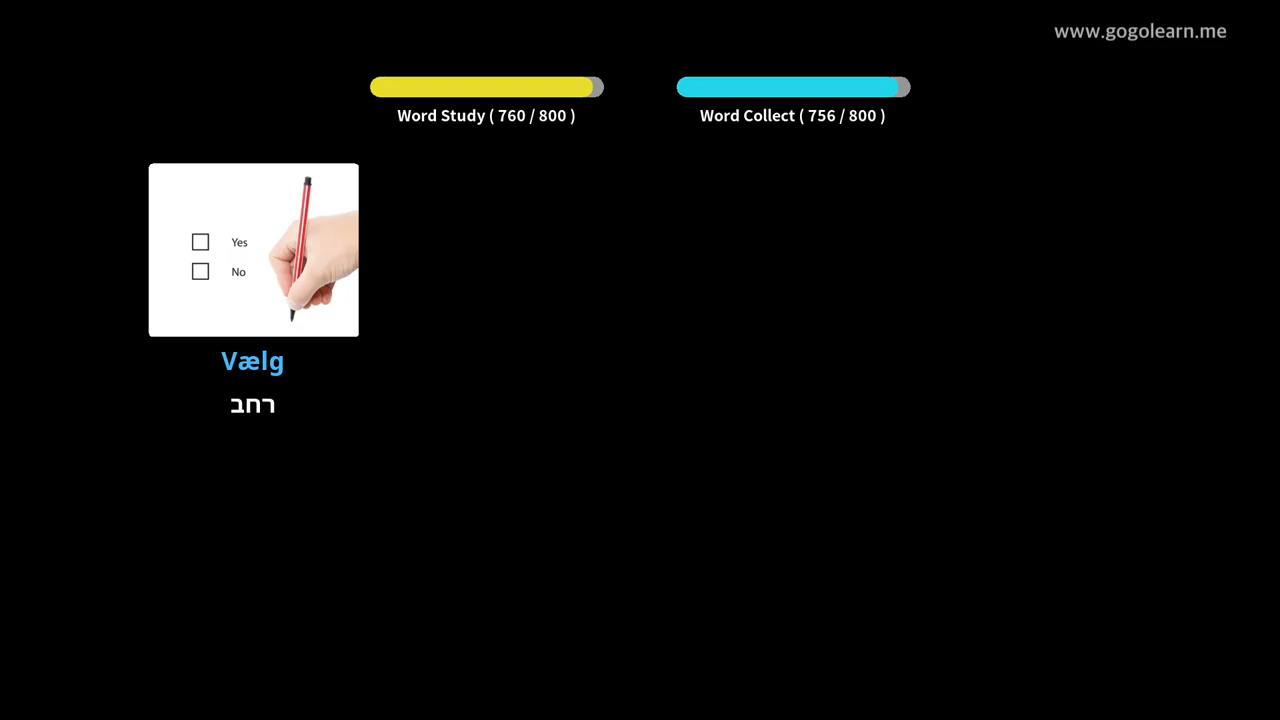 www.gogolearn.me
Word Study ( 760 / 800 )
Word Collect ( 756 / 800 )
Yes
No
Vælg
רחב